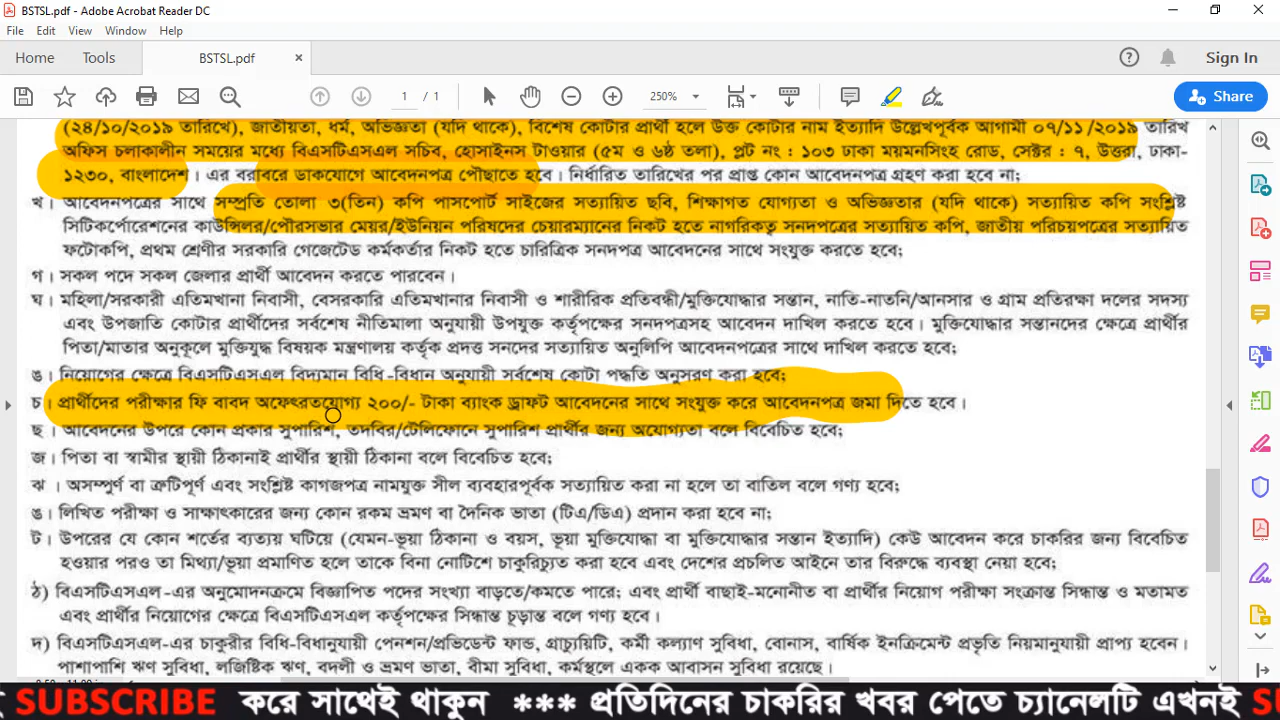 BSTSL.pdf - Adobe Acrobat Reader DC
File Edit View Window Help
Home Tools BSTSL.pdf × Sign In
1 / 1 250% Share
(২৪/১০/২০১৯ তারিখে), জাতীয়তা, ধর্ম, অভিজ্ঞতা (যদি থাকে), বিশেষ কোটার প্রার্থী হলে উক্ত কোটার নাম ইত্যাদি উল্লেখপূর্বক আগামী ০৭/১১/২০১৯ তারিখ
অফিস চলাকালীন সময়ের মধ্যে বিএসটিএসএল সচিব, হোসাইনস টাওয়ার (৫ম ও ৬ষ্ঠ তলা), প্লট নং : ১০৩ ঢাকা ময়মনসিংহ রোড, সেক্টর : ৭, উত্তরা, ঢাকা-
১২৩০, বাংলাদেশ। এর বরাবরে ডাকযোগে আবেদনপত্র পৌছাতে হবে। নির্ধারিত তারিখের পর প্রাপ্ত কোন আবেদনপত্র গ্রহণ করা হবে না;
খ। আবেদনপত্রের সাথে সম্প্রতি তোলা ৩(তিন) কপি পাসপোর্ট সাইজের সত্যায়িত ছবি, শিক্ষাগত যোগ্যতা ও অভিজ্ঞতার (যদি থাকে) সত্যায়িত কপি সংশ্লিষ্ট
সিটিকর্পোরেশনের কাউন্সিলর/পৌরসভার মেয়র/ইউনিয়ন পরিষদের চেয়ারম্যানের নিকট হতে নাগরিকত্ব সনদপত্রের সত্যায়িত কপি, জাতীয় পরিচয়পত্রের সত্যায়িত
ফটোকপি, প্রথম শ্রেণীর সরকারি গেজেটেড কর্মকর্তার নিকট হতে চারিত্রিক সনদপত্র আবেদনের সাথে সংযুক্ত করতে হবে;
গ। সকল পদে সকল জেলার প্রার্থী আবেদন করতে পারবেন।
ঘ। মহিলা/সরকারী এতিমখানা নিবাসী, বেসরকারি এতিমখানার নিবাসী ও শারীরিক প্রতিবন্ধী/মুক্তিযোদ্ধার সন্তান, নাতি-নাতনি/আনসার ও গ্রাম প্রতিরক্ষা দলের সদস্য
এবং উপজাতি কোটার প্রার্থীদের সর্বশেষ নীতিমালা অনুযায়ী উপযুক্ত কর্তৃপক্ষের সনদপত্রসহ আবেদন দাখিল করতে হবে। মুক্তিযোদ্ধার সন্তানদের ক্ষেত্রে প্রার্থীর
পিতা/মাতার অনুকূলে মুক্তিযুদ্ধ বিষয়ক মন্ত্রণালয় কর্তৃক প্রদত্ত সনদের সত্যায়িত অনুলিপি আবেদনপত্রের সাথে দাখিল করতে হবে;
ঙ। নিয়োগের ক্ষেত্রে বিএসটিএসএল বিদ্যমান বিধি-বিধান অনুযায়ী সর্বশেষ কোটা পদ্ধতি অনুসরণ করা হবে;
চ। প্রার্থীদের পরীক্ষার ফি বাবদ অফেৎরতযোগ্য ২০০/- টাকা ব্যাংক ড্রাফট আবেদনের সাথে সংযুক্ত করে আবেদনপত্র জমা দিতে হবে।
ছ। আবেদনের উপরে কোন প্রকার সুপারিশ, তদবির/টেলিফোনে সুপারিশ প্রার্থীর জন্য অযোগ্যতা বলে বিবেচিত হবে;
জ। পিতা বা স্বামীর স্থায়ী ঠিকানাই প্রার্থীর স্থায়ী ঠিকানা বলে বিবেচিত হবে;
ঝ । অসম্পুর্ণ বা ত্রুটিপূর্ণ এবং সংশ্লিষ্ট কাগজপত্র নামযুক্ত সীল ব্যবহারপূর্বক সত্যায়িত করা না হলে তা বাতিল বলে গণ্য হবে;
ঙ। লিখিত পরীক্ষা ও সাক্ষাৎকারের জন্য কোন রকম ভ্রমণ বা দৈনিক ভাতা (টিএ/ডিএ) প্রদান করা হবে না;
ট। উপরের যে কোন শর্তের ব্যত্যয় ঘটিয়ে (যেমন-ভূয়া ঠিকানা ও বয়স, ভূয়া মুক্তিযোদ্ধা বা মুক্তিযোদ্ধার সন্তান ইত্যাদি) কেউ আবেদন করে চাকরির জন্য বিবেচিত
হওয়ার পরও তা মিথ্যা/ভূয়া প্রমাণিত হলে তাকে বিনা নোটিশে চাকুরিচ্যুত করা হবে এবং দেশের প্রচলিত আইনে তার বিরুদ্ধে ব্যবস্থা নেয়া হবে;
ঠ) বিএসটিএসএল -এর অনুমোদনক্রমে বিজ্ঞাপিত পদের সংখ্যা বাড়তে/কমতে পারে; এবং প্রার্থী বাছাই-মনোনীত বা প্রার্থীর নিয়োগ পরীক্ষা সংক্রান্ত সিদ্ধান্ত ও মতামত
এবং প্রার্থীর নিয়োগের ক্ষেত্রে বিএসটিএসএল কর্তৃপক্ষের সিদ্ধান্ত চুড়ান্ত বলে গণ্য হবে।
দ) বিএসটিএসএল-এর চাকুরীর বিধি-বিধানুযায়ী পেনশন/প্রভিডেন্ট ফান্ড, গ্রাচ্যুয়িটি, কর্মী কল্যাণ সুবিধা, বোনাস, বার্ষিক ইনক্রিমেন্ট প্রভৃতি নিয়মানুযায়ী প্রাপ্য হবেন।
পাশাপাশি ঋণ সুবিধা, লজিষ্টিক ঋণ, বদলী ও ভ্রমণ ভাতা, বীমা সুবিধা, কর্মস্থলে একক আবাসন সুবিধা রয়েছে।
SUBSCRIBE করে সাথেই থাকুন *** প্রতিদিনের চাকরির খবর পেতে চ্যানেলটি এখনই